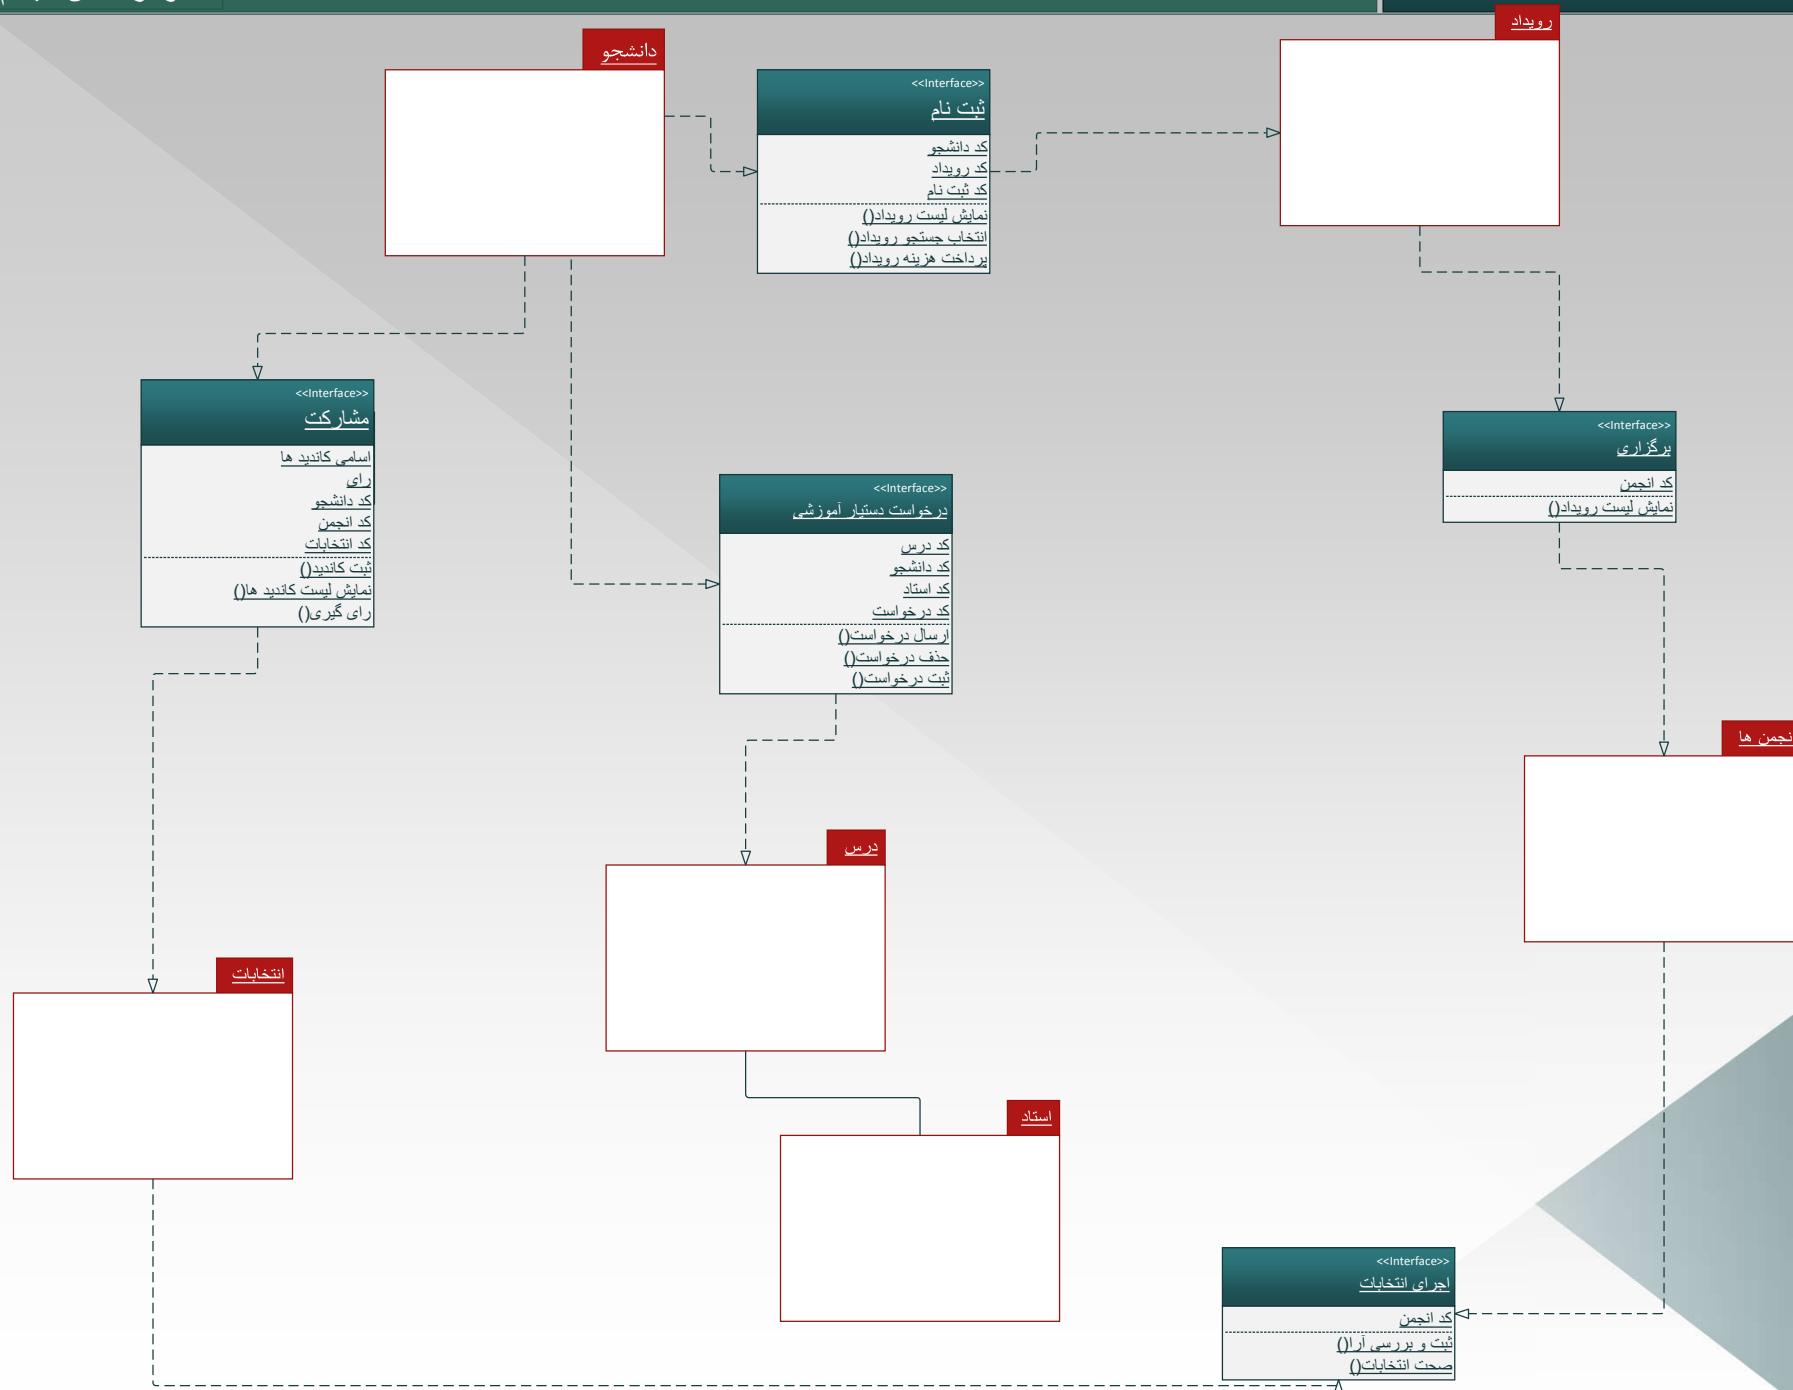 رویداد
دانشجو
<<Interface>>
ثبت نام
کد دانشجو
کد رویداد
کد ثبت نام
نمایش لیست رویداد()
انتخاب جستجو رویداد()
پرداخت هزینه رویداد()
<<Interface>>
مشارکت
اسامی کاندید ها
رای
کد دانشجو
کد انجمن
کد انتخابات
ثبت کاندید()
نمایش لیست کاندید ها()
رای گیری()
<<Interface>>
برگزاری
کد انجمن
نمایش لیست رویداد()
<<Interface>>
درخواست دستیار آموزشی
کد درس
کد دانشجو
کد استاد
کد درخواست
ارسال درخواست()
حذف درخواست()
ثبت درخواست()
نجمن ها
درس
انتخابات
استاد
<<Interface>>
اجرای انتخابات
کد انجمن
ثبت و بررسی آرا()
صحت انتخابات()